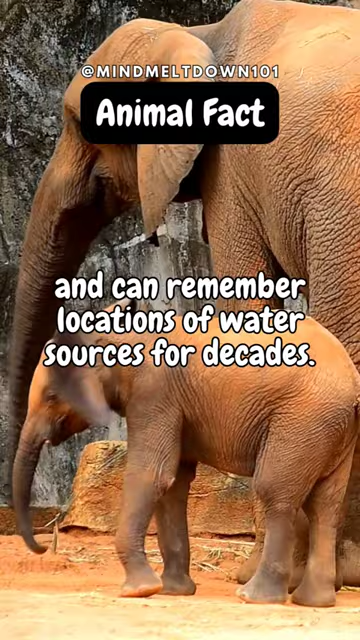 @MINDMELTDOWN101
Animal Fact
and can remember
locations of water
sources for decades.